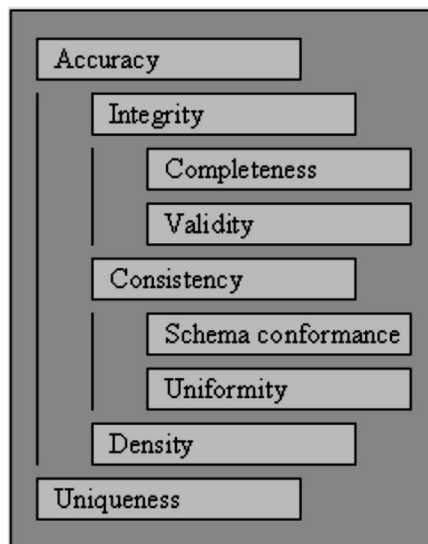 Accuracy
Integrity
Completeness
Validity
Consistency
Schema conformance
Uniformity
Density
Uniqueness